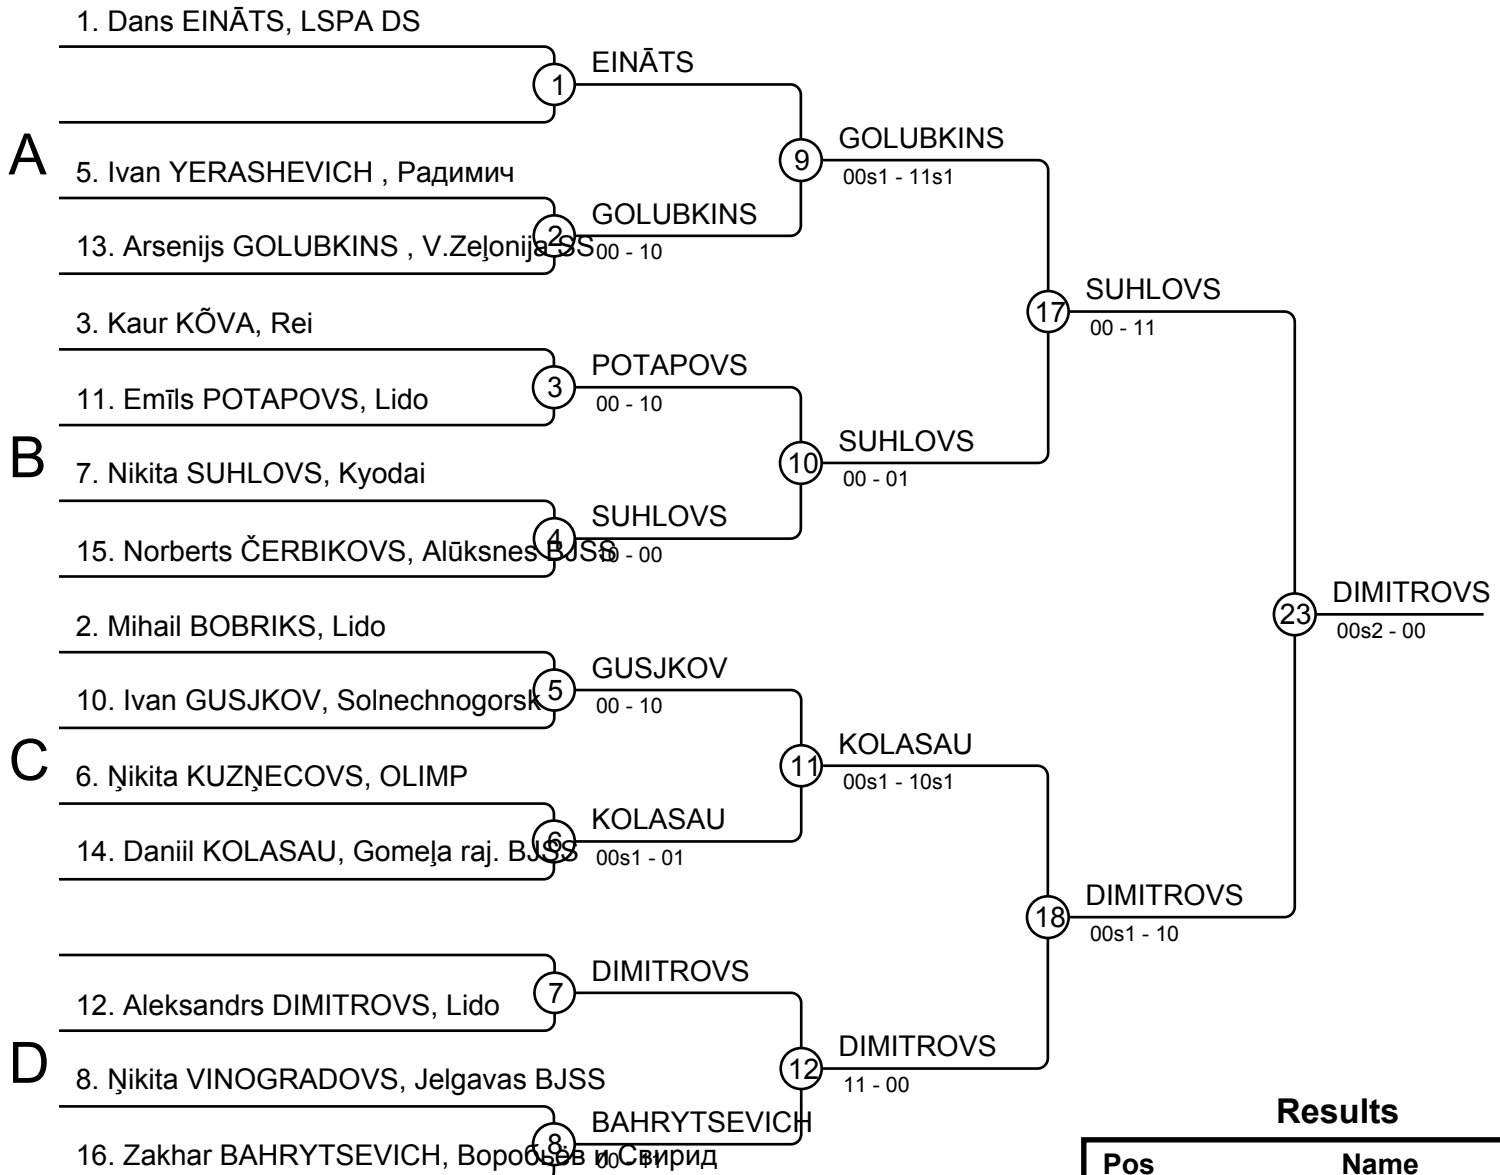 1. Dans EINĀTS, LSPA DS
1
EINĀTS
A
5. Ivan YERASHEVICH , Радимич
13. Arsenijs GOLUBKINS , V.Zeļonija SS
2
GOLUBKINS
00 - 10
9
GOLUBKINS
00s1 - 11s1
3. Kaur KÕVA, Rei
11. Emīls POTAPOVS, Lido
3
POTAPOVS
00 - 10
B
7. Nikita SUHLOVS, Kyodai
15. Norberts ČERBIKOVS, Alūksnes BJSS
4
SUHLOVS
10 - 00
10
SUHLOVS
00 - 01
17
SUHLOVS
00 - 11
2. Mihail BOBRIKS, Lido
10. Ivan GUSJKOV, Solnechnogorsk
5
GUSJKOV
00 - 10
C
6. Ņikita KUZŅECOVS, OLIMP
14. Daniil KOLASAU, Gomeļa raj. BJSS
6
KOLASAU
00s1 - 01
11
KOLASAU
00s1 - 10s1
12. Aleksandrs DIMITROVS, Lido
7
DIMITROVS
D
8. Ņikita VINOGRADOVS, Jelgavas BJSS
16. Zakhar BAHRYTSEVICH, Воробьёв и Свирид
8
BAHRYTSEVICH
00 - 11
12
DIMITROVS
11 - 00
18
DIMITROVS
00s1 - 10
23
DIMITROVS
00s2 - 00
Results
Pos Name